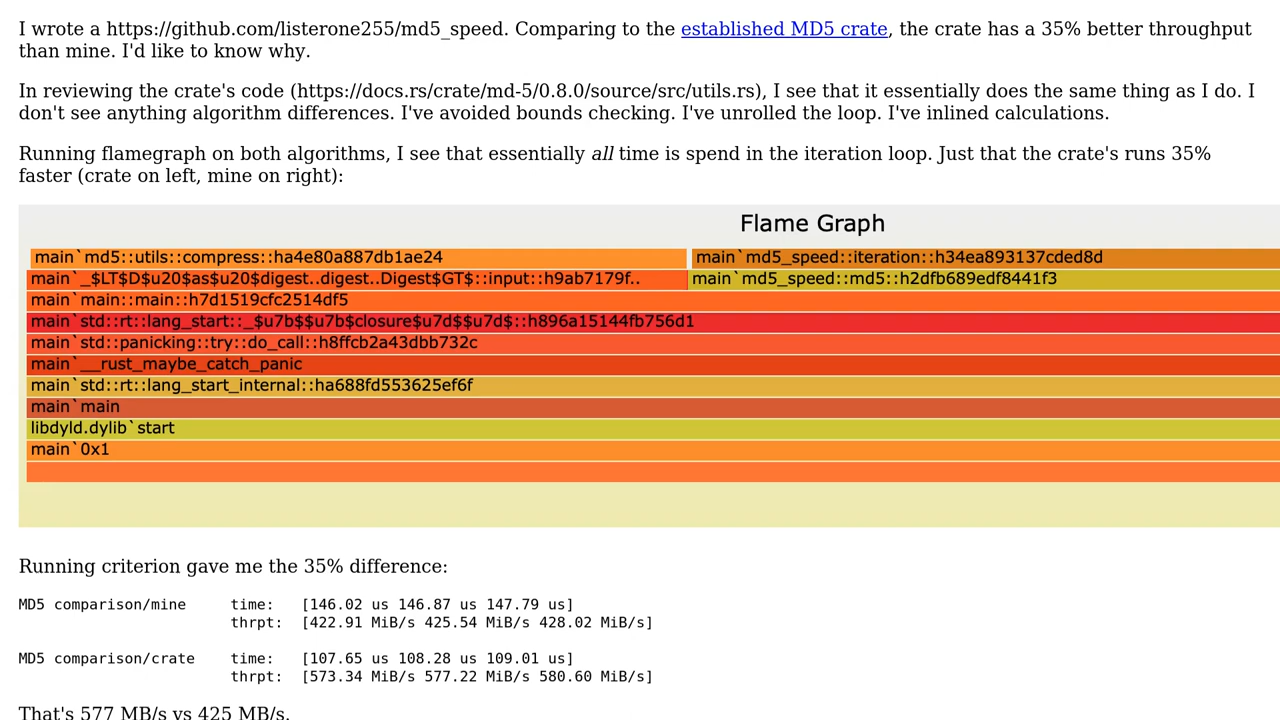 I wrote a https://github.com/listerone255/md5_speed. Comparing to the established MD5 crate, the crate has a 35% better throughput
than mine. I'd like to know why.
In reviewing the crate's code (https://docs.rs/crate/md-5/0.8.0/source/src/utils.rs), I see that it essentially does the same thing as I do. I
don't see anything algorithm differences. I've avoided bounds checking. I've unrolled the loop. I've inlined calculations.
Running flamegraph on both algorithms, I see that essentially all time is spend in the iteration loop. Just that the crate's runs 35%
faster (crate on left, mine on right):
Flame Graph
main`md5::utils::compress::ha4e80a887db1ae24 main`md5_speed::iteration::h34ea893137cded8d
main`_$LT$D$u20$as$u20$digest..digest..Digest$GT$::input::h9ab7179f.. main`md5_speed::md5::h2dfb689edf8441f3
main`main::main::h7d1519cfc2514df5
main`std::rt::lang_start::_$u7b$$u7b$closure$u7d$$u7d$::h896a15144fb756d1
main`std::panicking::try::do_call::h8ffcb2a43dbb732c
main`__rust_maybe_catch_panic
main`std::rt::lang_start_internal::ha688fd553625ef6f
main`main
libdyld.dylib`start
main`0x1
Running criterion gave me the 35% difference:
MD5 comparison/mine time: [146.02 us 146.87 us 147.79 us]
thrpt: [422.91 MiB/s 425.54 MiB/s 428.02 MiB/s]
MD5 comparison/crate time: [107.65 us 108.28 us 109.01 us]
thrpt: [573.34 MiB/s 577.22 MiB/s 580.60 MiB/s]
That's 577 MB/s vs 425 MB/s.